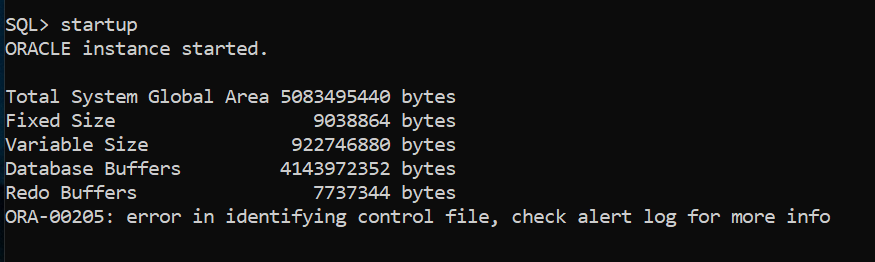 SQL> startup
ORACLE instance started.
Total System Global Area 5083495440 bytes
Fixed Size 9038864 bytes
Variable Size 922746880 bytes
Database Buffers 4143972352 bytes
Redo Buffers 7737344 bytes
ORA-00205: error in identifying control file, check alert log for more info